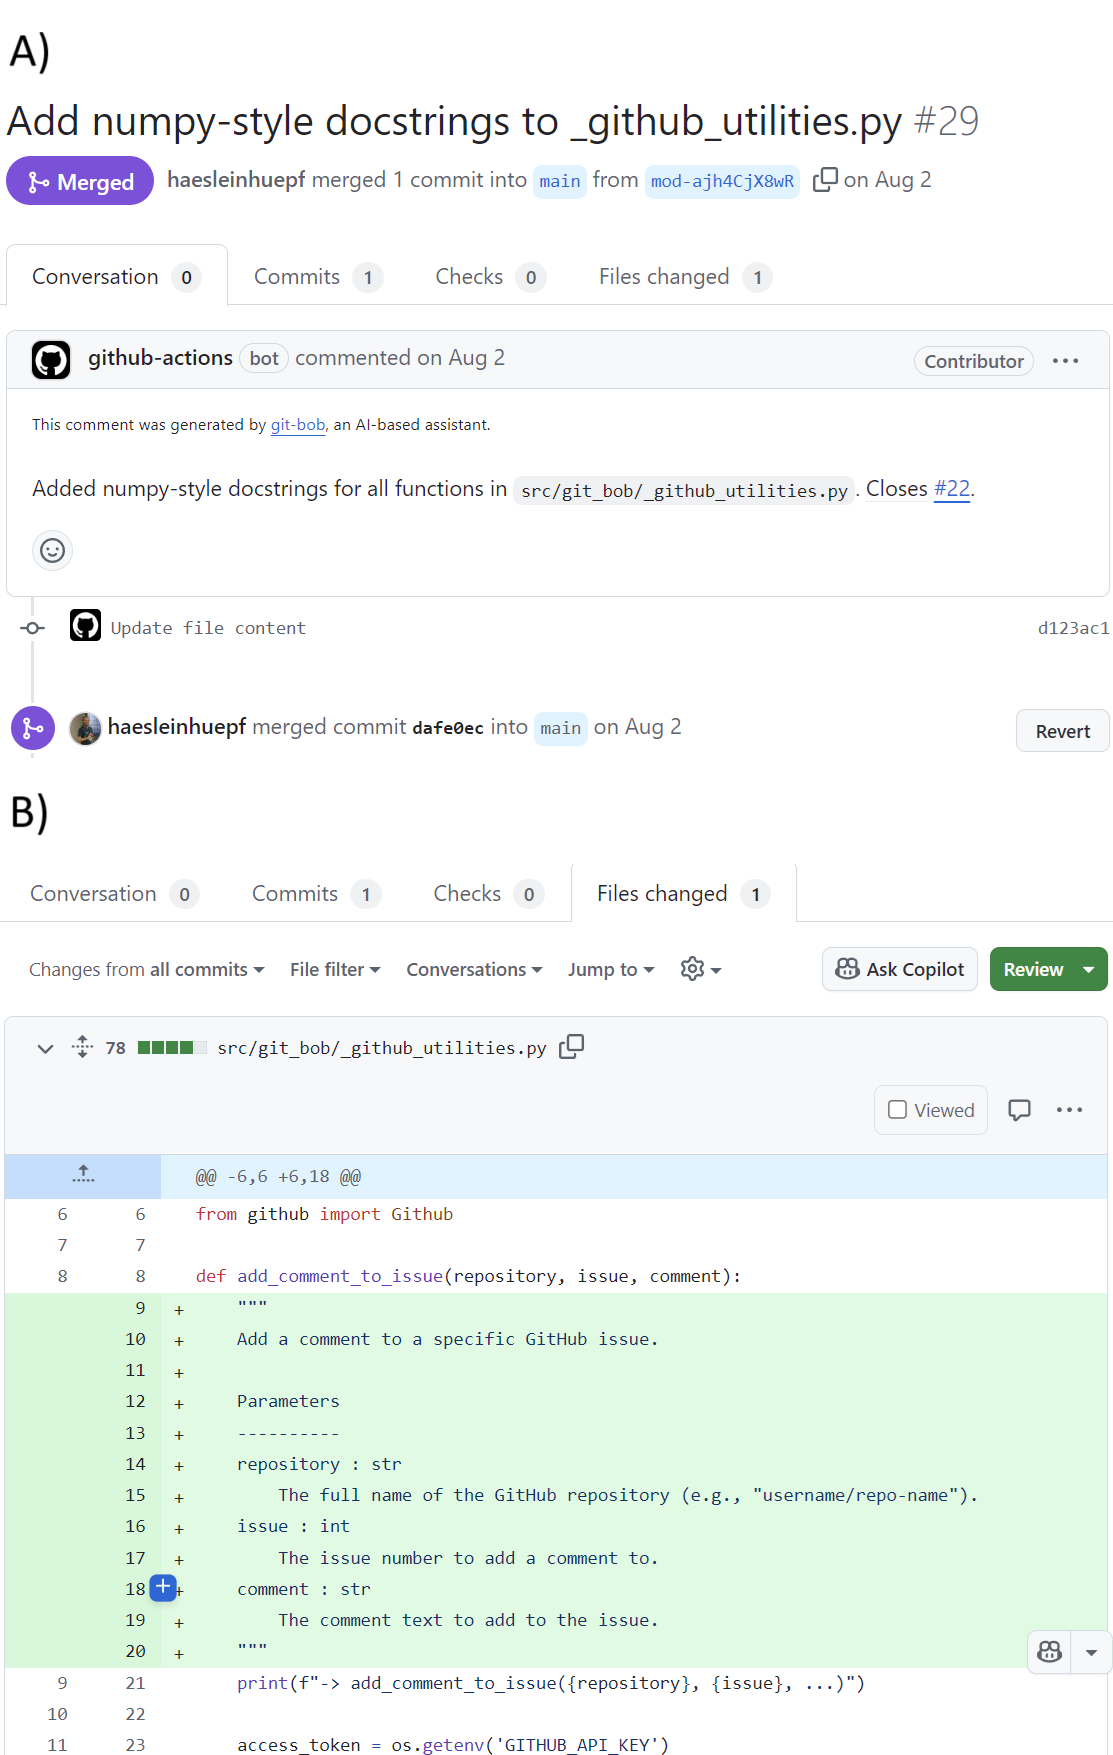 A)
Add numpy-style docstrings to _github_utilities.py #29
Merged haesleinhuepf merged 1 commit into main from mod-ajh4CjX8wR on Aug 2
Conversation 0 Commits 1 Checks 0 Files changed 1
github-actions bot commented on Aug 2 Contributor ...
This comment was generated by git-bob, an AI-based assistant.
Added numpy-style docstrings for all functions in src/git_bob/_github_utilities.py. Closes #22.
Update file content d123ac1
haesleinhuepf merged commit dafe0ec into main on Aug 2 Revert
B)
Conversation 0 Commits 1 Checks 0 Files changed 1
Changes from all commits File filter Conversations Jump to Ask Copilot Review
78 src/git_bob/_github_utilities.py
Viewed ...
@@ -6,6 +6,18 @@
6 6 from github import Github
7 7
8 8 def add_comment_to_issue(repository, issue, comment):
9 + """
10 + Add a comment to a specific GitHub issue.
11 +
12 + Parameters
13 + ----------
14 + repository : str
15 + The full name of the GitHub repository (e.g., "username/repo-name").
16 + issue : int
17 + The issue number to add a comment to.
18 + comment : str
19 + The comment text to add to the issue.
20 + """
9 21 print(f"-> add_comment_to_issue({repository}, {issue}, ...)")
10 22
11 23 access_token = os.getenv('GITHUB_API_KEY')